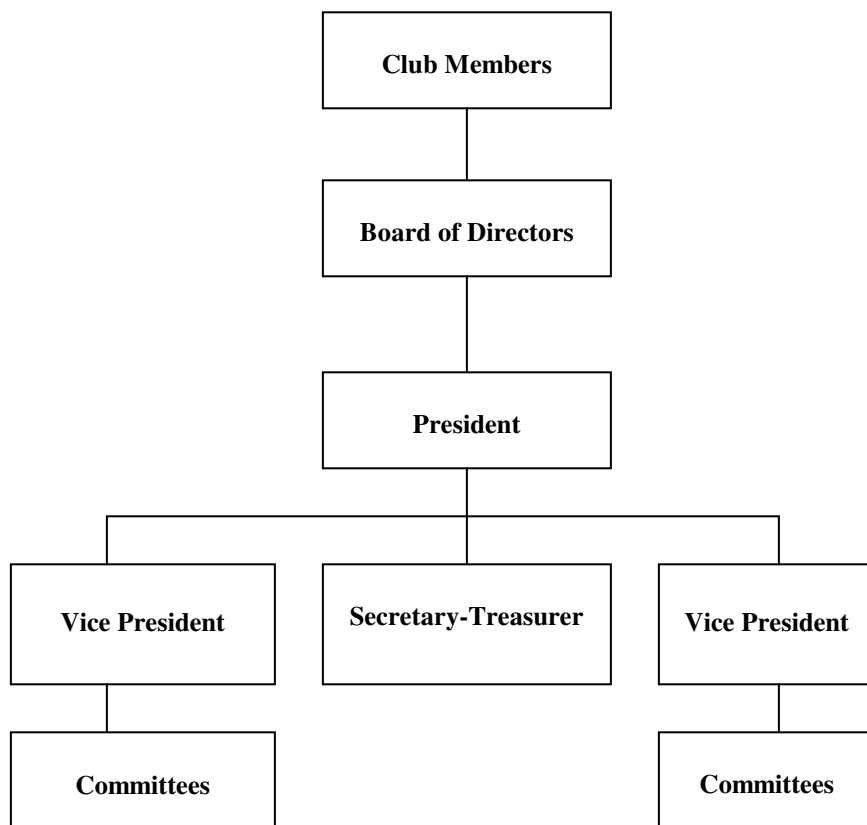 Club Members
Board of Directors
President
Vice President
Secretary-Treasurer
Vice President
Committees
Committees